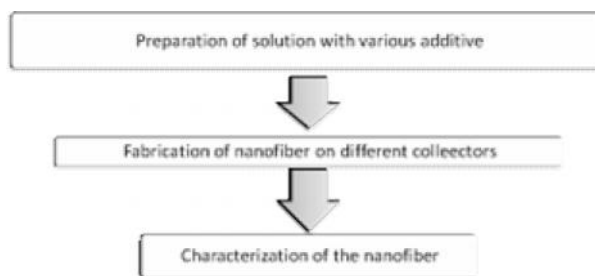 Preparation of solution with various additive
Fabrication of nanofiber on different colleectors
Characterization of the nanofiber